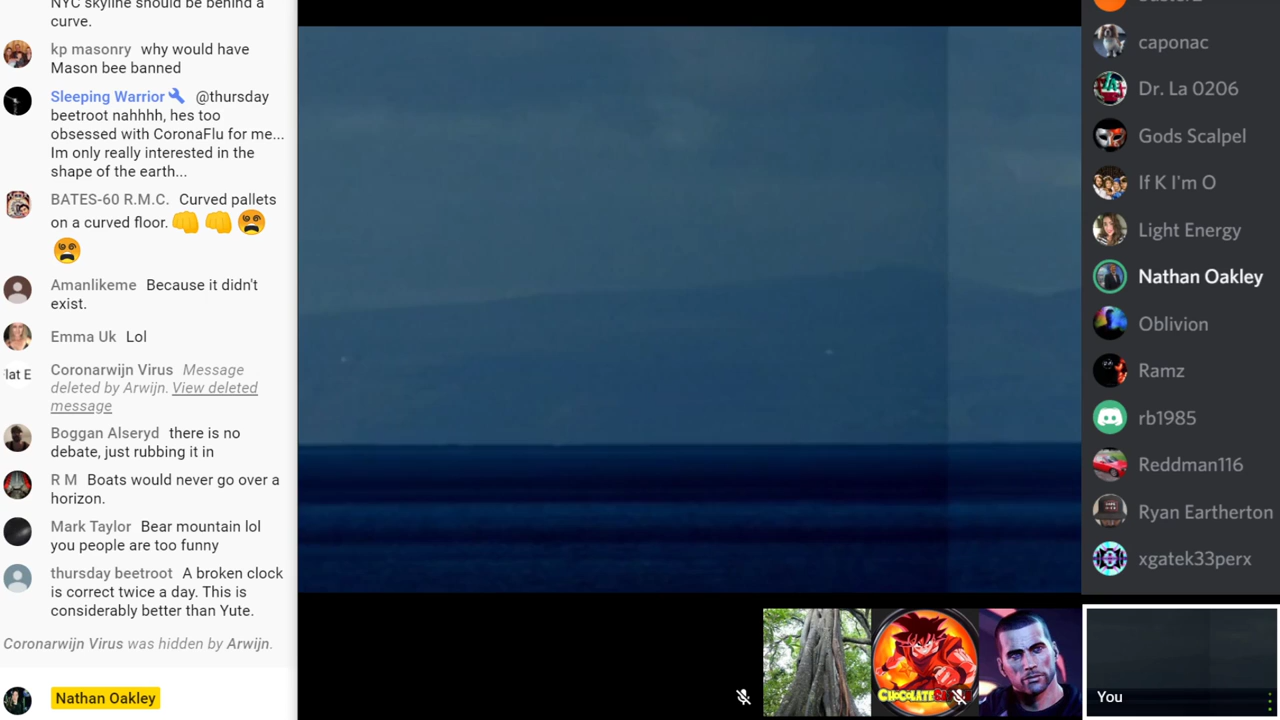 NYC skyline should be behind a
curve.
kp masonry why would have
Mason bee banned
Sleeping Warrior @thursday
beetroot nahhhh, hes too
obsessed with CoronaFlu for me...
Im only really interested in the
shape of the earth...
BATES-60 R.M.C. Curved pallets
on a curved floor.
Amanlikeme Because it didn't
exist.
Emma Uk Lol
lat E
Coronarwijn Virus Message
deleted by Arwijn. View deleted
message
Boggan Alseryd there is no
debate, just rubbing it in
R M Boats would never go over a
horizon.
Mark Taylor Bear mountain lol
you people are too funny
thursday beetroot A broken clock
is correct twice a day. This is
considerably better than Yute.
Coronarwijn Virus was hidden by Arwijn.
Nathan Oakley
caponac
Dr. La 0206
Gods Scalpel
If K I'm O
Light Energy
Nathan Oakley
Oblivion
Ramz
rb1985
Reddman116
Ryan Eartherton
xgatek33perx
You